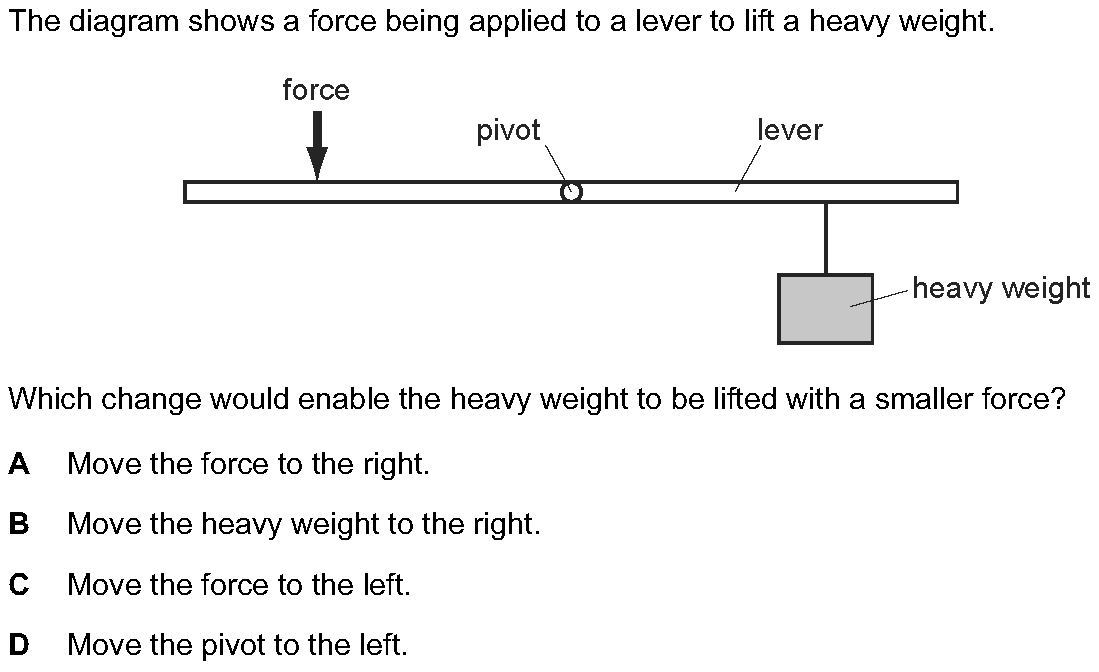 The diagram shows a force being applied to a lever to lift a heavy weight.
force
pivot
lever
heavy weight
Which change would enable the heavy weight to be lifted with a smaller force?
A Move the force to the right.
B Move the heavy weight to the right.
C Move the force to the left.
D Move the pivot to the left.